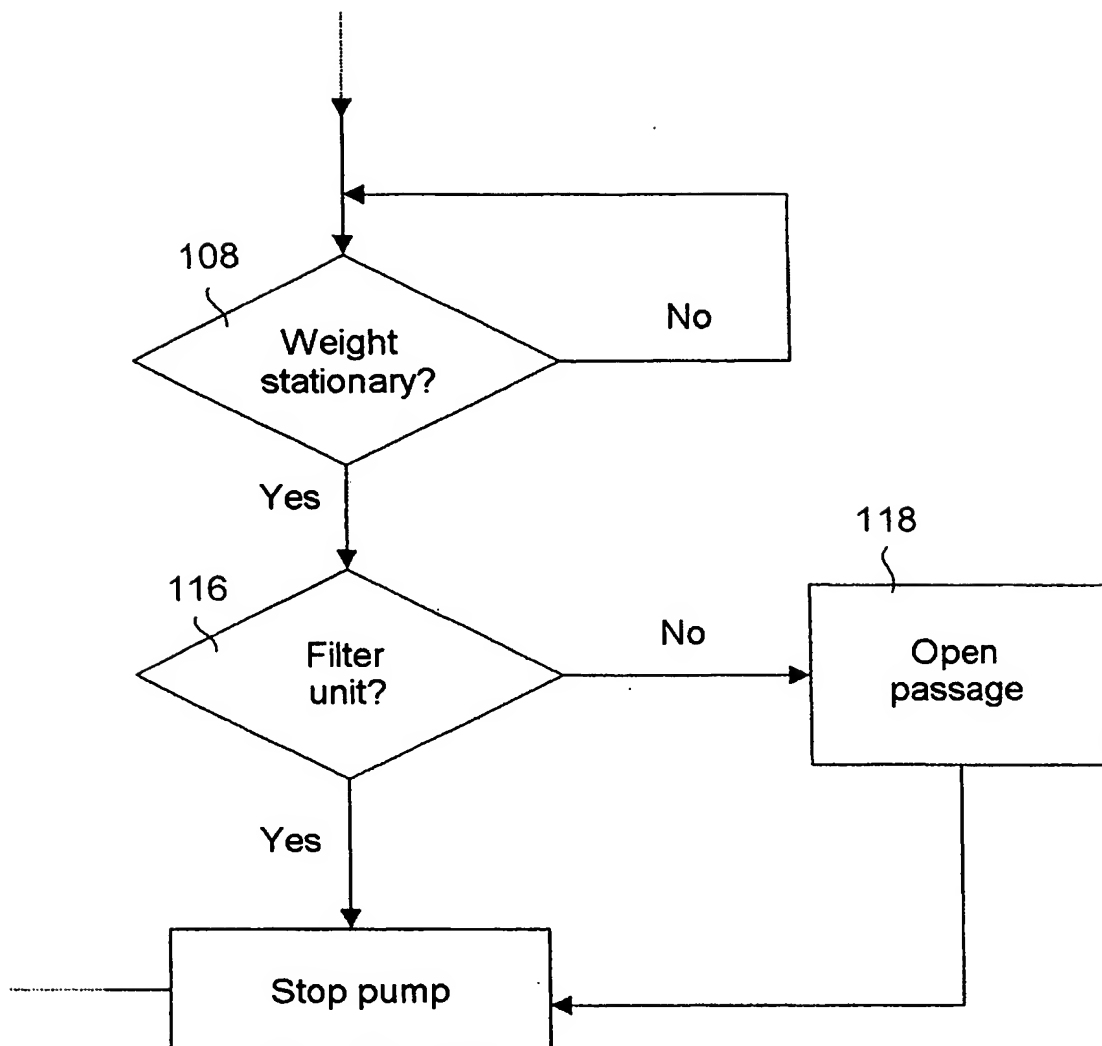 108
Weight
stationary?
No
Yes
118
116
Filter
unit?
No
Open
passage
Yes
Stop pump